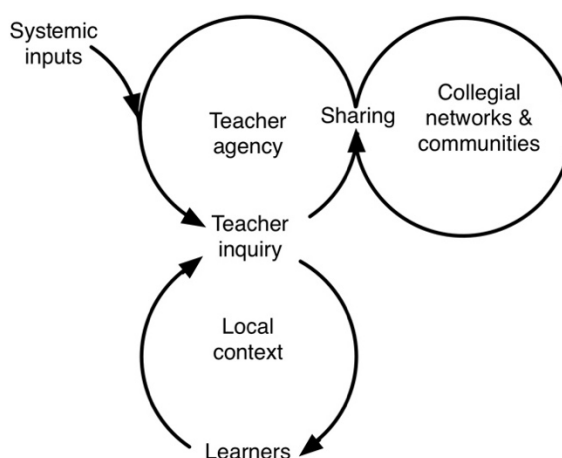 Systemic
inputs
Teacher
agency
Sharing
Collegial
networks &
communities
Teacher
inquiry
Local
context
Learners